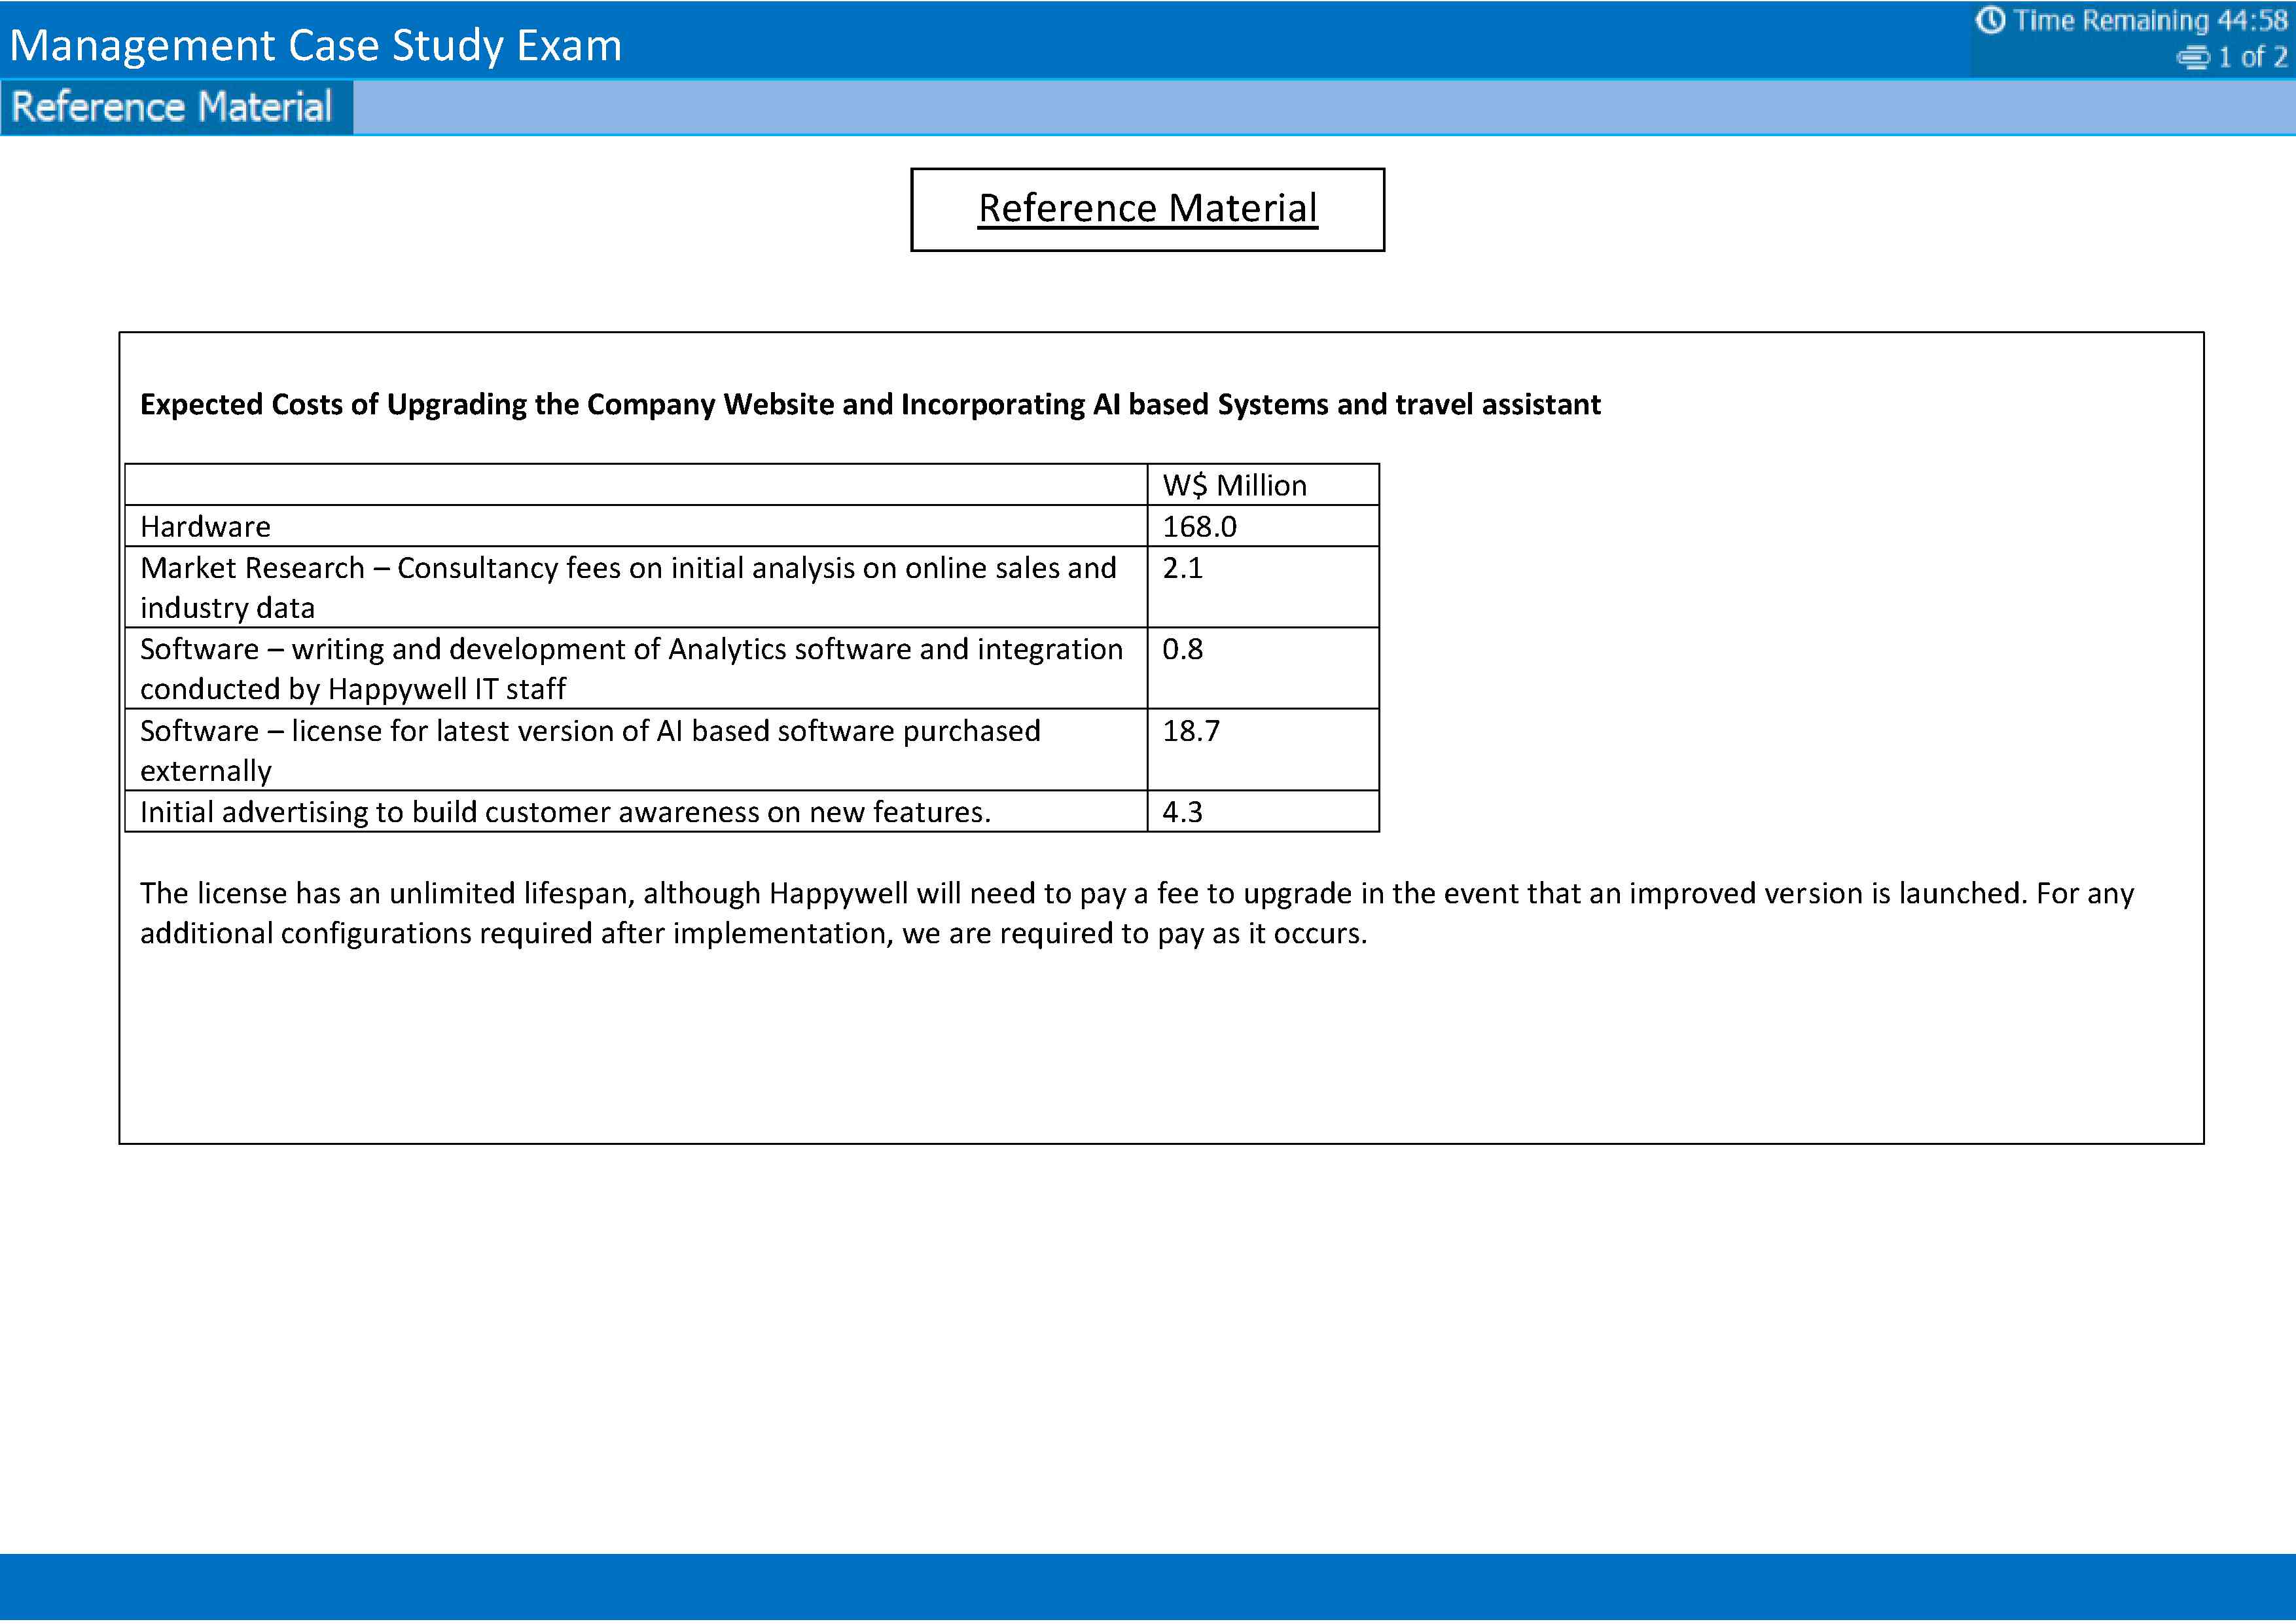 Management Case Study Exam
Time Remaining 44:58
1 of 2
Reference Material
Reference Material
Expected Costs of Upgrading the Company Website and Incorporating AI based Systems and travel assistant
W$ Million
Hardware 168.0
Market Research – Consultancy fees on initial analysis on online sales and 2.1
industry data
Software – writing and development of Analytics software and integration 0.8
conducted by Happywell IT staff
Software – license for latest version of AI based software purchased 18.7
externally
Initial advertising to build customer awareness on new features. 4.3
The license has an unlimited lifespan, although Happywell will need to pay a fee to upgrade in the event that an improved version is launched. For any
additional configurations required after implementation, we are required to pay as it occurs.